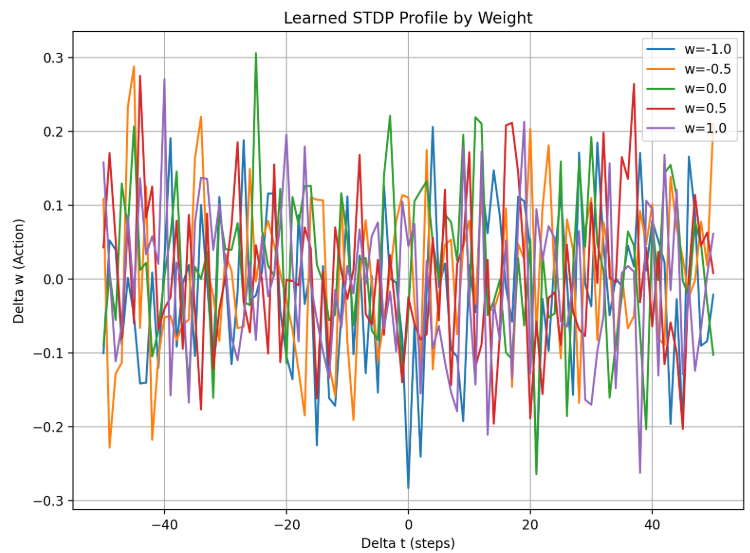 Learned STDP Profile by Weight
Delta w (Action)
0.3
0.2
0.1
0.0
−0.1
−0.2
−0.3
w=-1.0
w=-0.5
w=0.0
w=0.5
w=1.0
−40
−20
0
20
40
Delta t (steps)